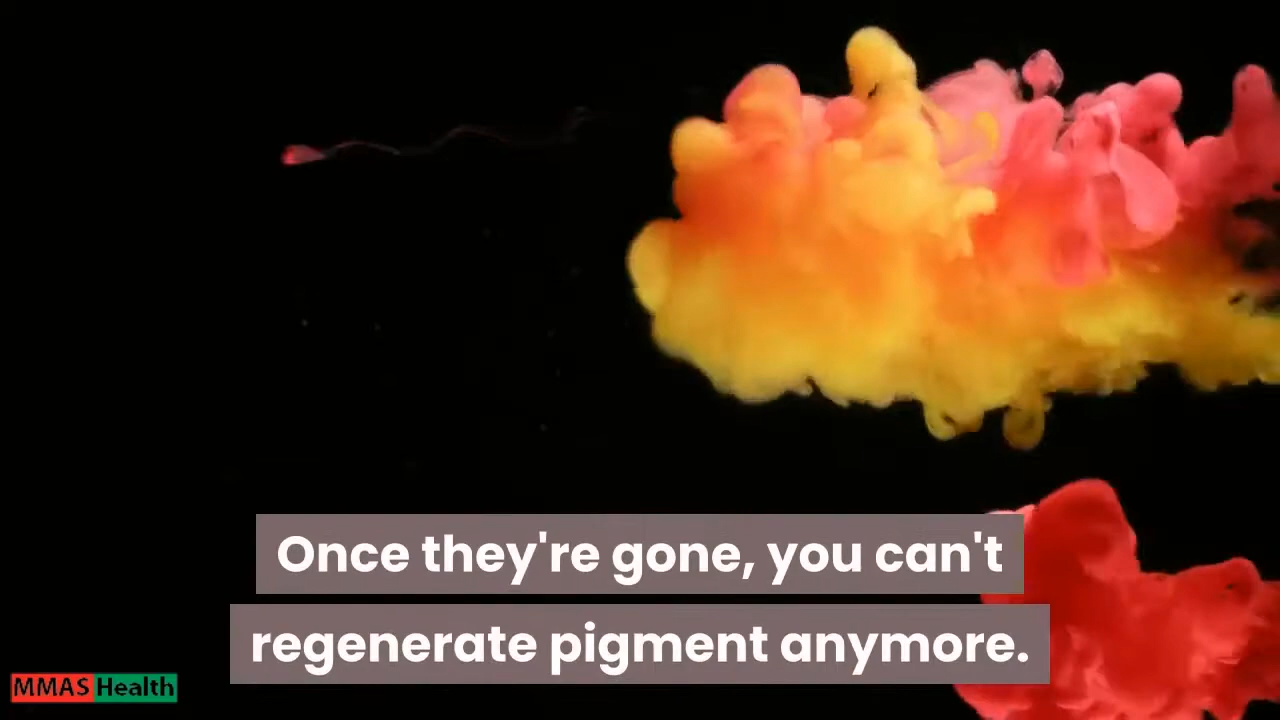 Once they're gone, you can't
regenerate pigment anymore.
MMAS Health